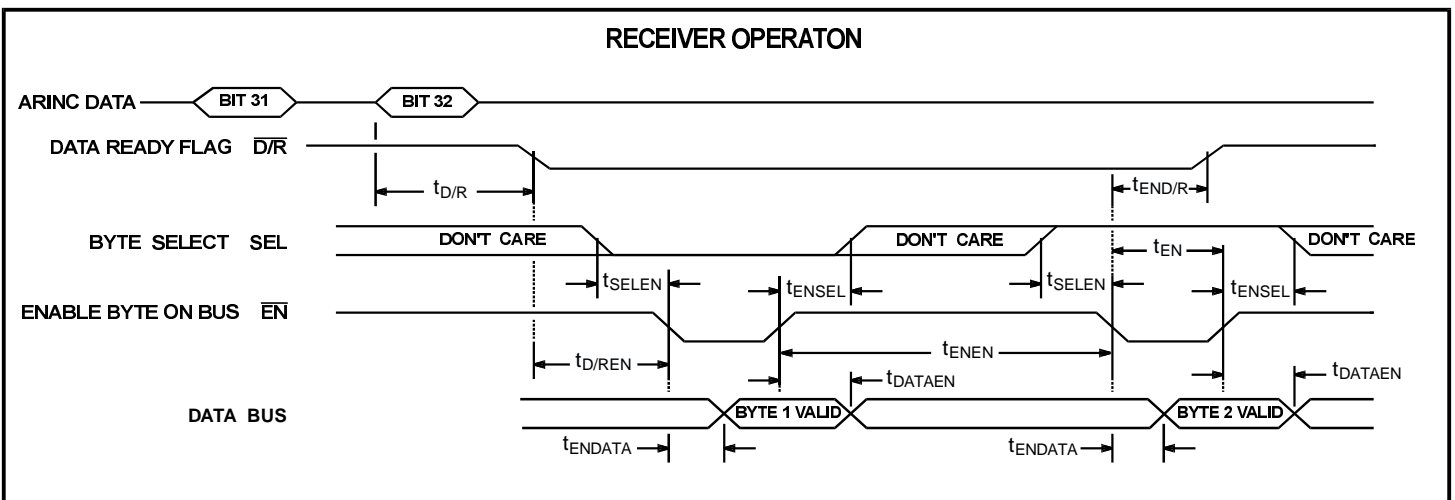 RECEIVER OPERATON
ARINC DATA BIT 31 BIT 32
DATA READY FLAG D/R
tD/R tEND/R
BYTE SELECT SEL DON'T CARE DON'T CARE DON'T CARE
tEN
tSELEN tENSEL tSELEN tENSEL
ENABLE BYTE ON BUS EN
tD/REN tENEN
tDATAEN tDATAEN
DATA BUS BYTE 1 VALID BYTE 2 VALID
tENDATA tENDATA